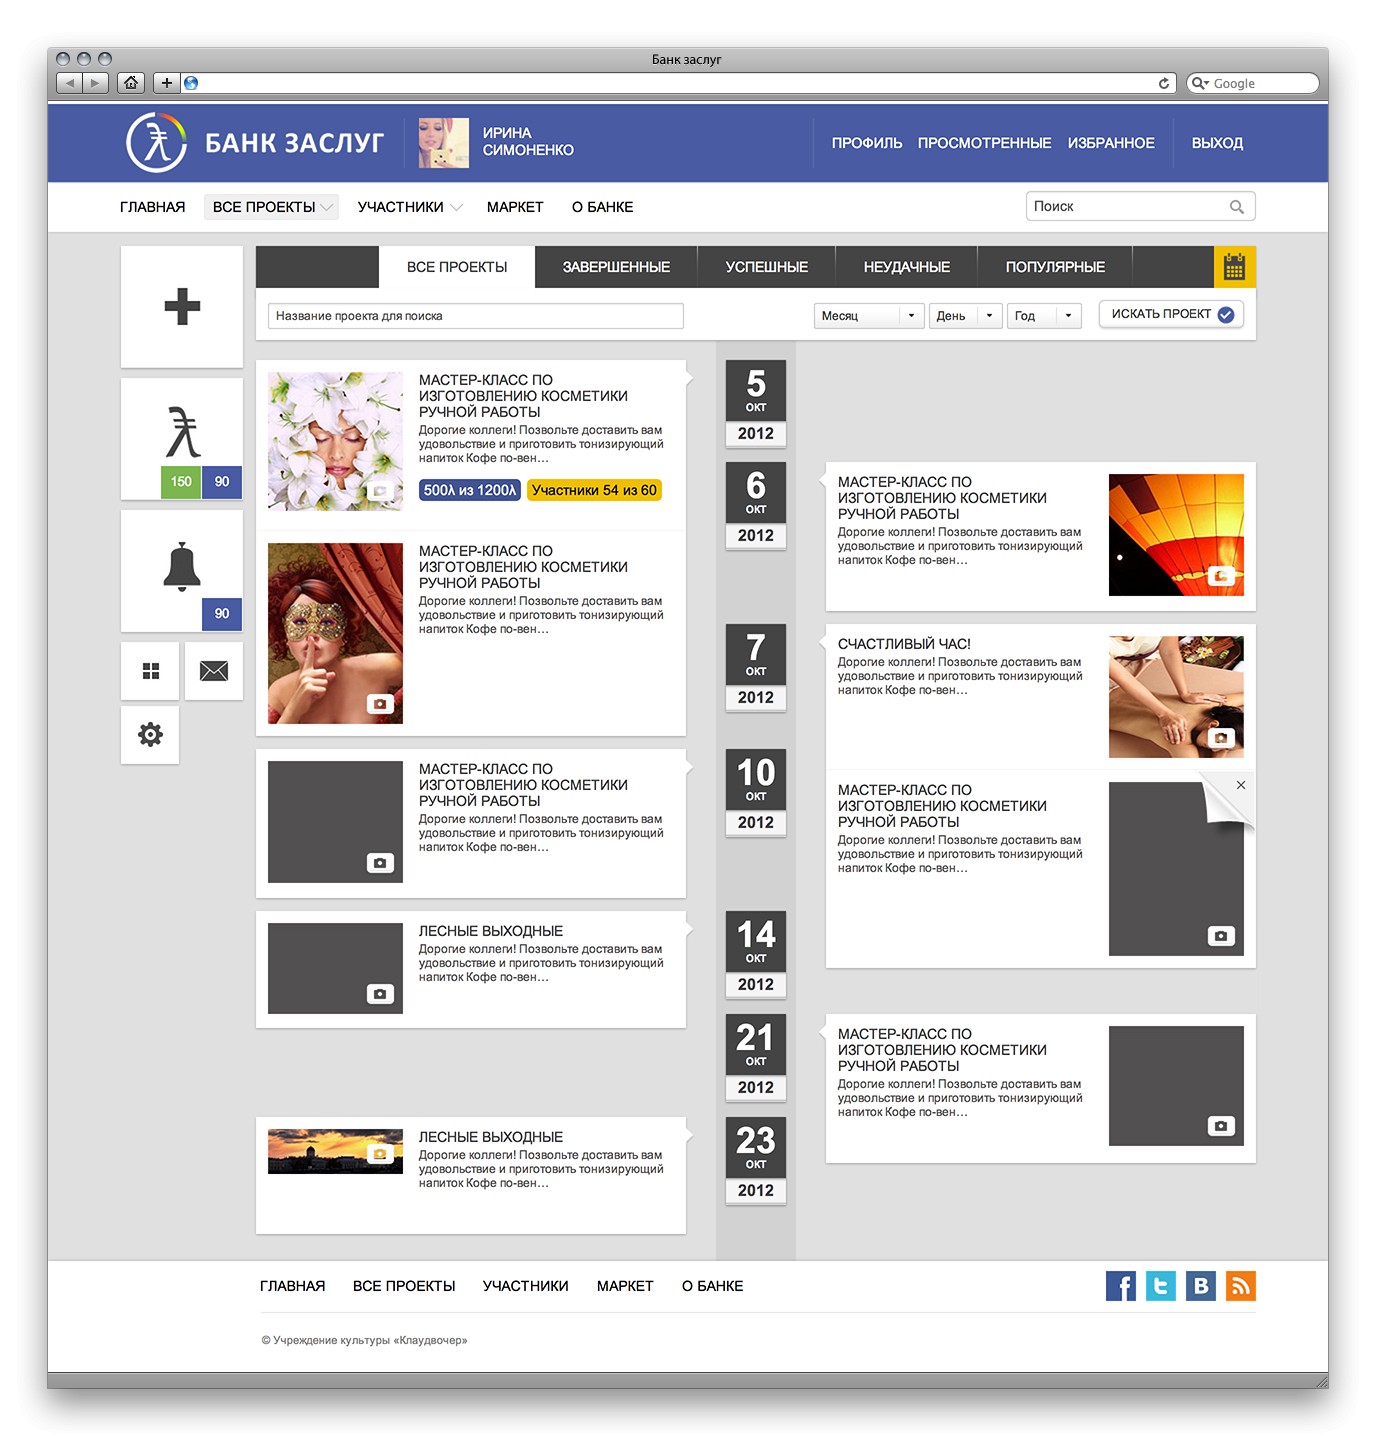 Банк заслуг
Google
БАНК ЗАСЛУГ
ИРИНА
СИМОНЕНКО
ПРОФИЛЬ ПРОСМОТРЕННЫЕ ИЗБРАННОЕ ВЫХОД
ГЛАВНАЯ ВСЕ ПРОЕКТЫ УЧАСТНИКИ МАРКЕТ О БАНКЕ
Поиск
ВСЕ ПРОЕКТЫ ЗАВЕРШЕННЫЕ УСПЕШНЫЕ НЕУДАЧНЫЕ ПОПУЛЯРНЫЕ
Название проекта для поиска
Месяц День Год ИСКАТЬ ПРОЕКТ
150 90
90
МАСТЕР-КЛАСС ПО
ИЗГОТОВЛЕНИЮ КОСМЕТИКИ
РУЧНОЙ РАБОТЫ
Дорогие коллеги! Позвольте доставить вам
удовольствие и приготовить тонизирующий
напиток Кофе по-вен...
500λ из 1200λ Участники 54 из 60
5
ОКТ
2012
МАСТЕР-КЛАСС ПО
ИЗГОТОВЛЕНИЮ КОСМЕТИКИ
РУЧНОЙ РАБОТЫ
Дорогие коллеги! Позвольте доставить вам
удовольствие и приготовить тонизирующий
напиток Кофе по-вен...
6
ОКТ
2012
МАСТЕР-КЛАСС ПО
ИЗГОТОВЛЕНИЮ КОСМЕТИКИ
РУЧНОЙ РАБОТЫ
Дорогие коллеги! Позвольте доставить вам
удовольствие и приготовить тонизирующий
напиток Кофе по-вен...
7
ОКТ
2012
СЧАСТЛИВЫЙ ЧАС!
Дорогие коллеги! Позвольте доставить вам
удовольствие и приготовить тонизирующий
напиток Кофе по-вен...
МАСТЕР-КЛАСС ПО
ИЗГОТОВЛЕНИЮ КОСМЕТИКИ
РУЧНОЙ РАБОТЫ
Дорогие коллеги! Позвольте доставить вам
удовольствие и приготовить тонизирующий
напиток Кофе по-вен...
10
ОКТ
2012
МАСТЕР-КЛАСС ПО
ИЗГОТОВЛЕНИЮ КОСМЕТИКИ
РУЧНОЙ РАБОТЫ
Дорогие коллеги! Позвольте доставить вам
удовольствие и приготовить тонизирующий
напиток Кофе по-вен...
ЛЕСНЫЕ ВЫХОДНЫЕ
Дорогие коллеги! Позвольте доставить вам
удовольствие и приготовить тонизирующий
напиток Кофе по-вен...
14
ОКТ
2012
21
ОКТ
2012
МАСТЕР-КЛАСС ПО
ИЗГОТОВЛЕНИЮ КОСМЕТИКИ
РУЧНОЙ РАБОТЫ
Дорогие коллеги! Позвольте доставить вам
удовольствие и приготовить тонизирующий
напиток Кофе по-вен...
ЛЕСНЫЕ ВЫХОДНЫЕ
Дорогие коллеги! Позвольте доставить вам
удовольствие и приготовить тонизирующий
напиток Кофе по-вен...
23
ОКТ
2012
ГЛАВНАЯ ВСЕ ПРОЕКТЫ УЧАСТНИКИ МАРКЕТ О БАНКЕ
© Учреждение культуры «Клаудвочер»